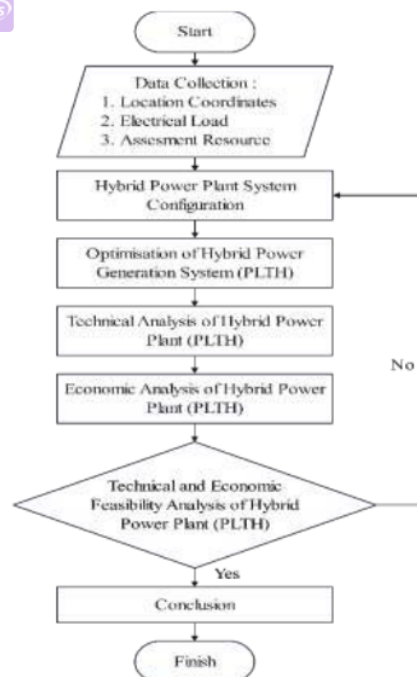 Start
Data Collection :
1. Location Coordinates
2. Electrical Load
3. Assesment Resource
Hybrid Power Plant System
Configuration
Optimisation of Hybrid Power
Generation System (PLTH)
Technical Analysis of Hybrid Power
Plant (PLTH)
No
Economic Analysis of Hybrid Power
Plant (PLTH)
Technical and Economic
Feasibility Analysis of Hybrid
Power Plant (PLTH)
Yes
Conclusion
Finish